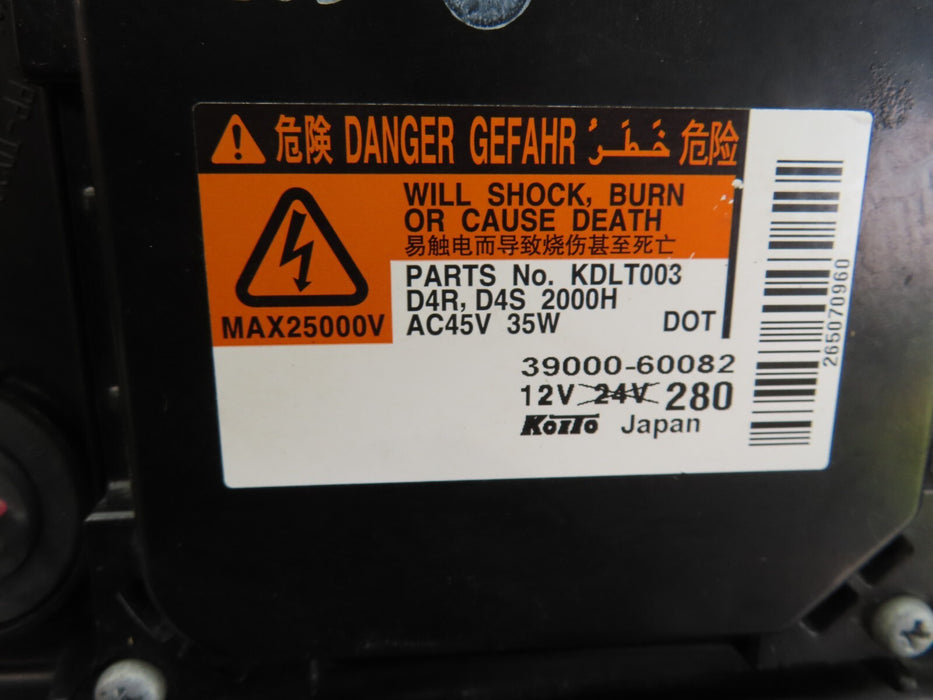 危険 DANGER GEFAHR خَطَرٌ 危险
WILL SHOCK, BURN
OR CAUSE DEATH
易触电而导致烧伤甚至死亡
MAX25000V
PARTS No. KDLT003
D4R, D4S 2000H
AC45V 35W DOT
39000-60082
12V 24V 280
KOITO Japan
265070960